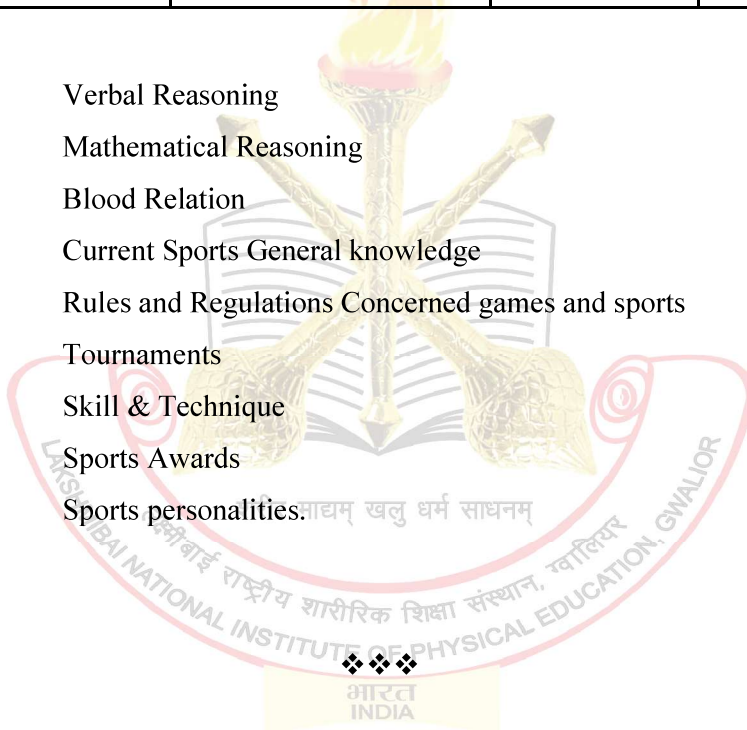 Verbal Reasoning
Mathematical Reasoning
Blood Relation
Current Sports General knowledge
Rules and Regulations Concerned games and sports
Tournaments
Skill & Technique
Sports Awards
Sports personalities.
माद्यम् खलु धर्म साधनम्
लक्ष्मीबाई राष्ट्रीय शारीरिक शिक्षा संस्थान, ग्वालियर
LAKSHMIBAI NATIONAL INSTITUTE OF PHYSICAL EDUCATION, GWALIOR
भारत
INDIA